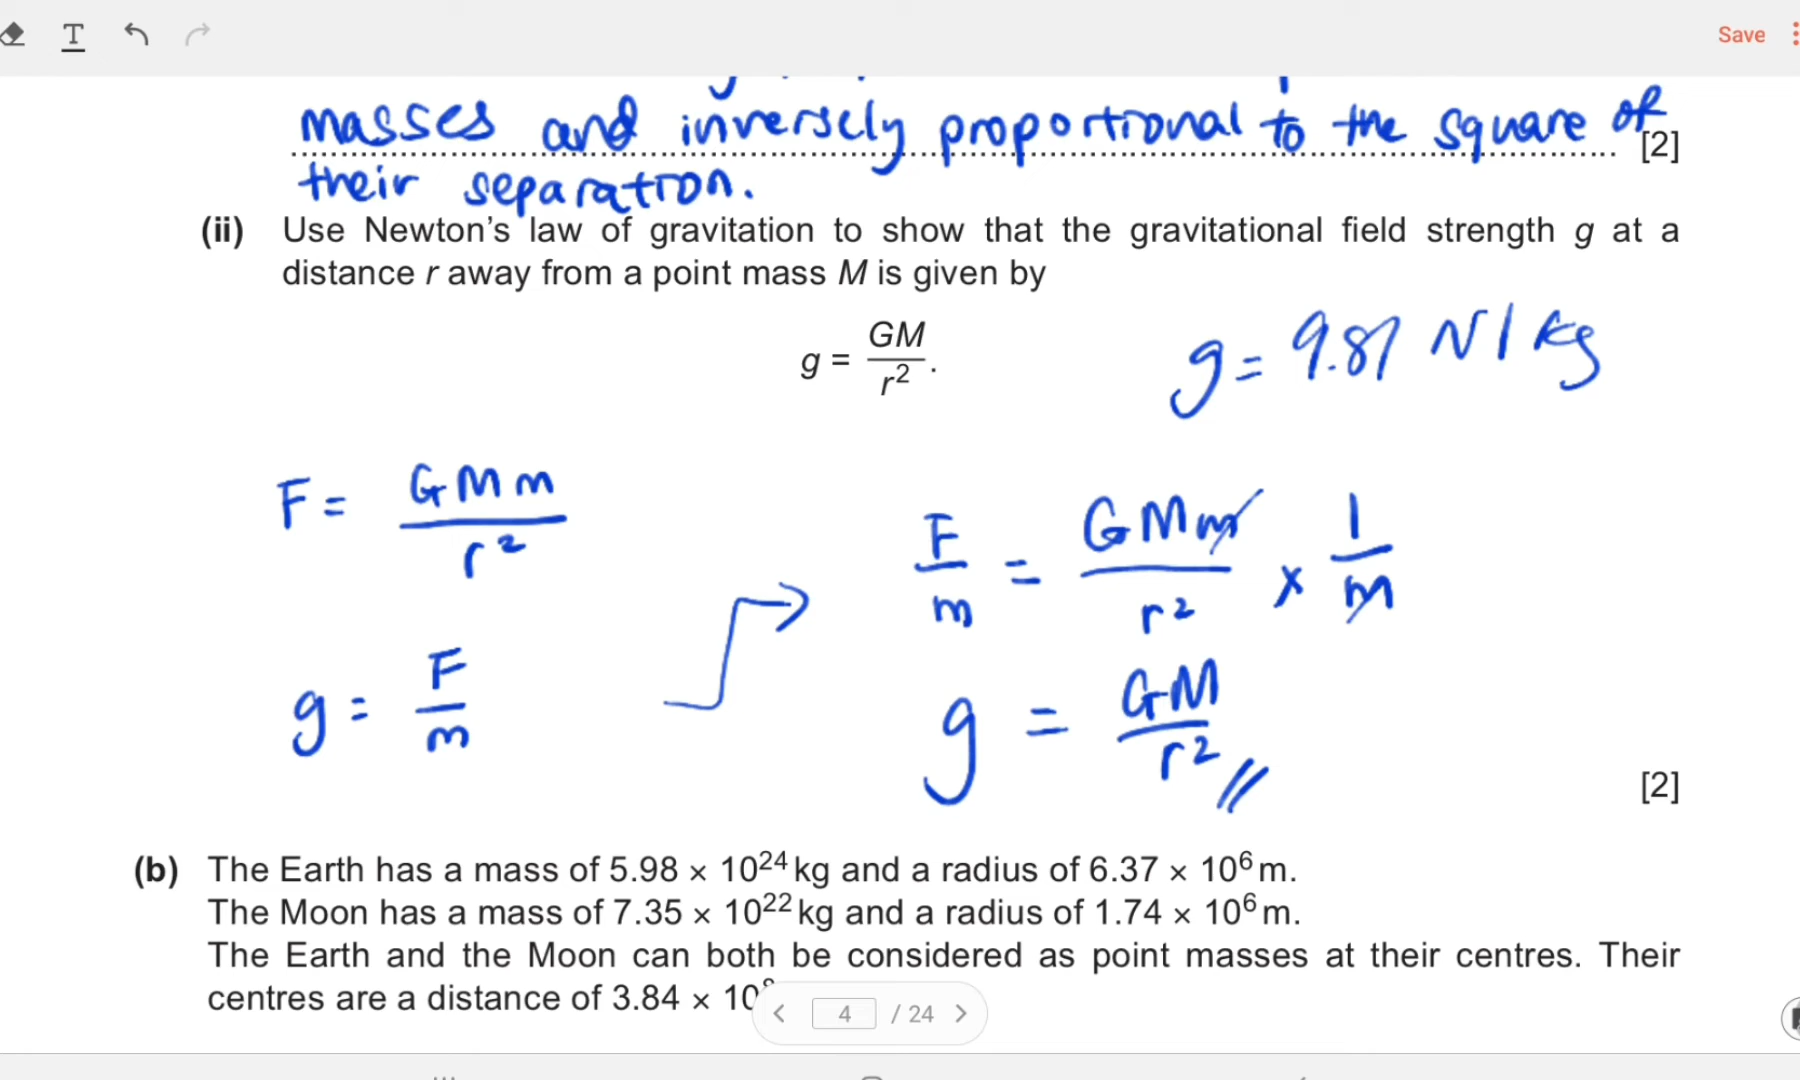 T
Save
masses and inversely proportional to the square of
[2]
their separation.
(ii) Use Newton's law of gravitation to show that the gravitational field strength g at a
distance r away from a point mass M is given by
g = GM / r².
g = 9.81 N/kg
F = GMm / r²
F/m = GMm / r² × 1/m
g = F/m
g = GM / r² //
[2]
(b) The Earth has a mass of 5.98 × 10²⁴ kg and a radius of 6.37 × 10⁶ m.
The Moon has a mass of 7.35 × 10²² kg and a radius of 1.74 × 10⁶ m.
The Earth and the Moon can both be considered as point masses at their centres. Their
centres are a distance of 3.84 × 10
4 / 24